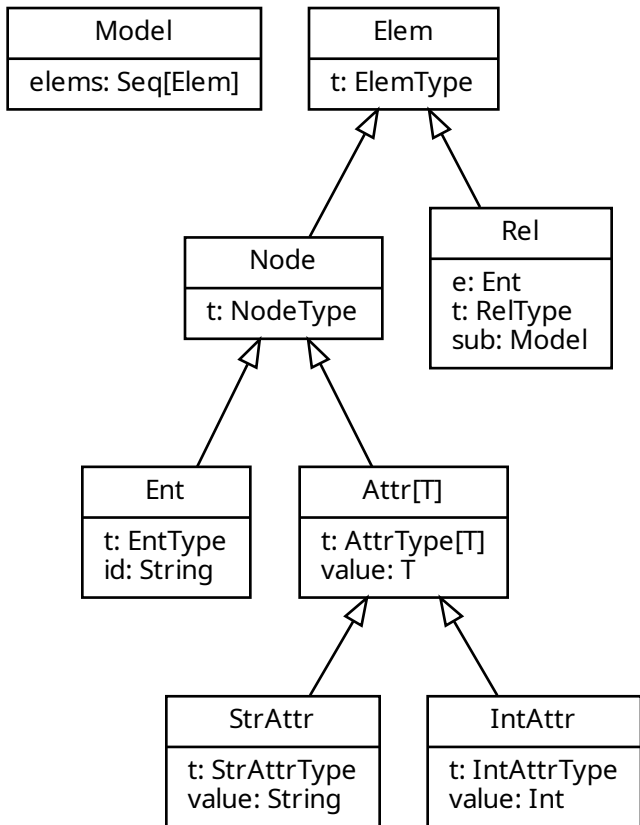 Model
elems: Seq[Elem]
Elem
t: ElemType
Node
t: NodeType
Rel
e: Ent
t: RelType
sub: Model
Ent
t: EntType
id: String
Attr[T]
t: AttrType[T]
value: T
StrAttr
t: StrAttrType
value: String
IntAttr
t: IntAttrType
value: Int